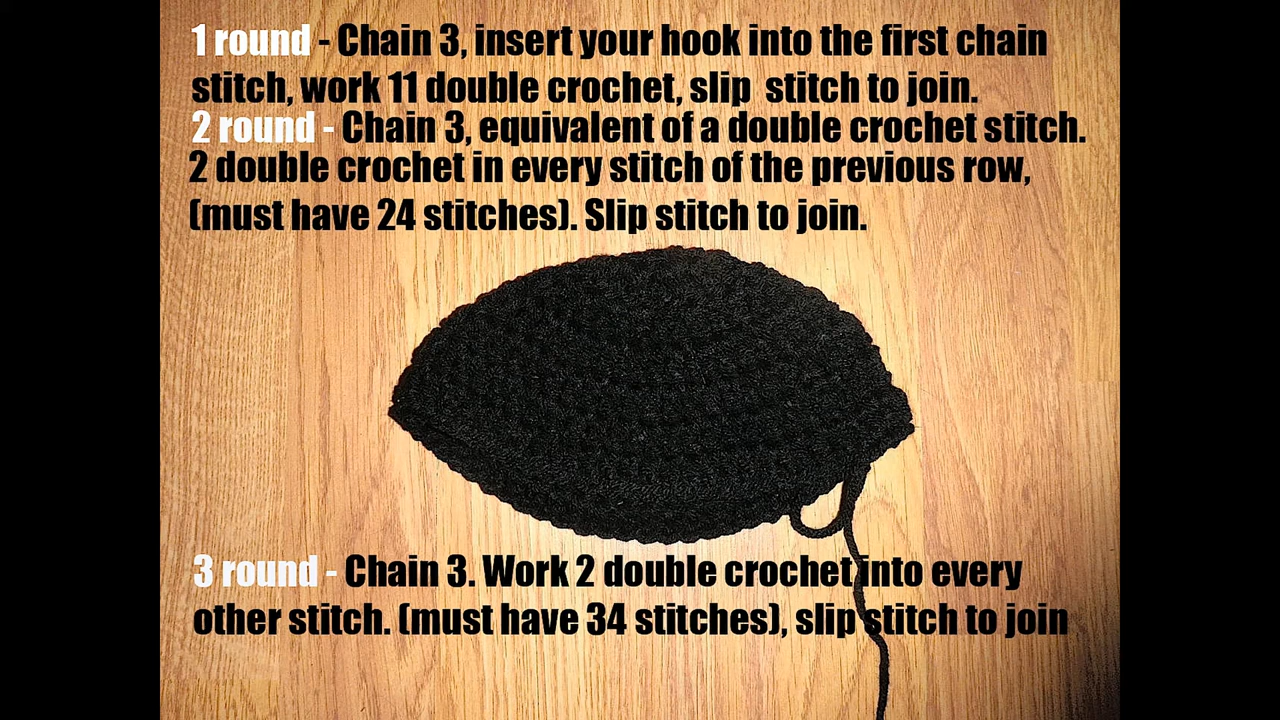 1 round - Chain 3, insert your hook into the first chain
stitch, work 11 double crochet, slip stitch to join.
2 round - Chain 3, equivalent of a double crochet stitch.
2 double crochet in every stitch of the previous row,
(must have 24 stitches). Slip stitch to join.
3 round - Chain 3. Work 2 double crochet into every
other stitch. (must have 34 stitches), slip stitch to join